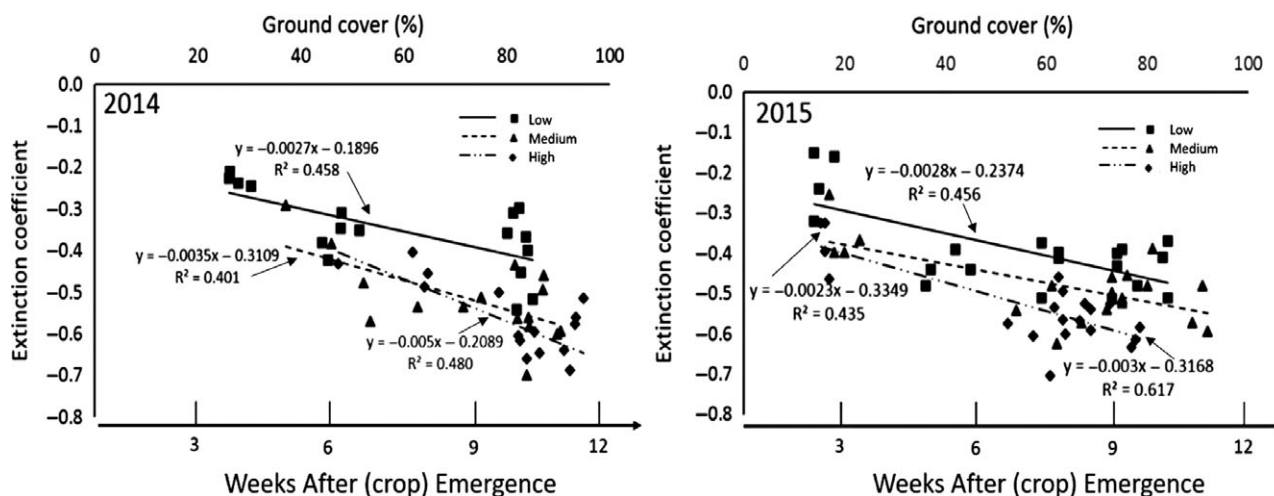 Ground cover (%)
0 20 40 60 80 100
0.0
−0.1
−0.2
−0.3
−0.4
−0.5
−0.6
−0.7
−0.8
Extinction coefficient
2014
Low
Medium
High
y = −0.0027x − 0.1896
R² = 0.458
y = −0.0035x − 0.3109
R² = 0.401
y = −0.005x − 0.2089
R² = 0.480
3 6 9 12
Weeks After (crop) Emergence
Ground cover (%)
0 20 40 60 80 100
0.0
−0.1
−0.2
−0.3
−0.4
−0.5
−0.6
−0.7
−0.8
Extinction coefficient
2015
Low
Medium
High
y = −0.0028x − 0.2374
R² = 0.456
y = −0.0023x − 0.3349
R² = 0.435
y = −0.003x − 0.3168
R² = 0.617
3 6 9 12
Weeks After (crop) Emergence